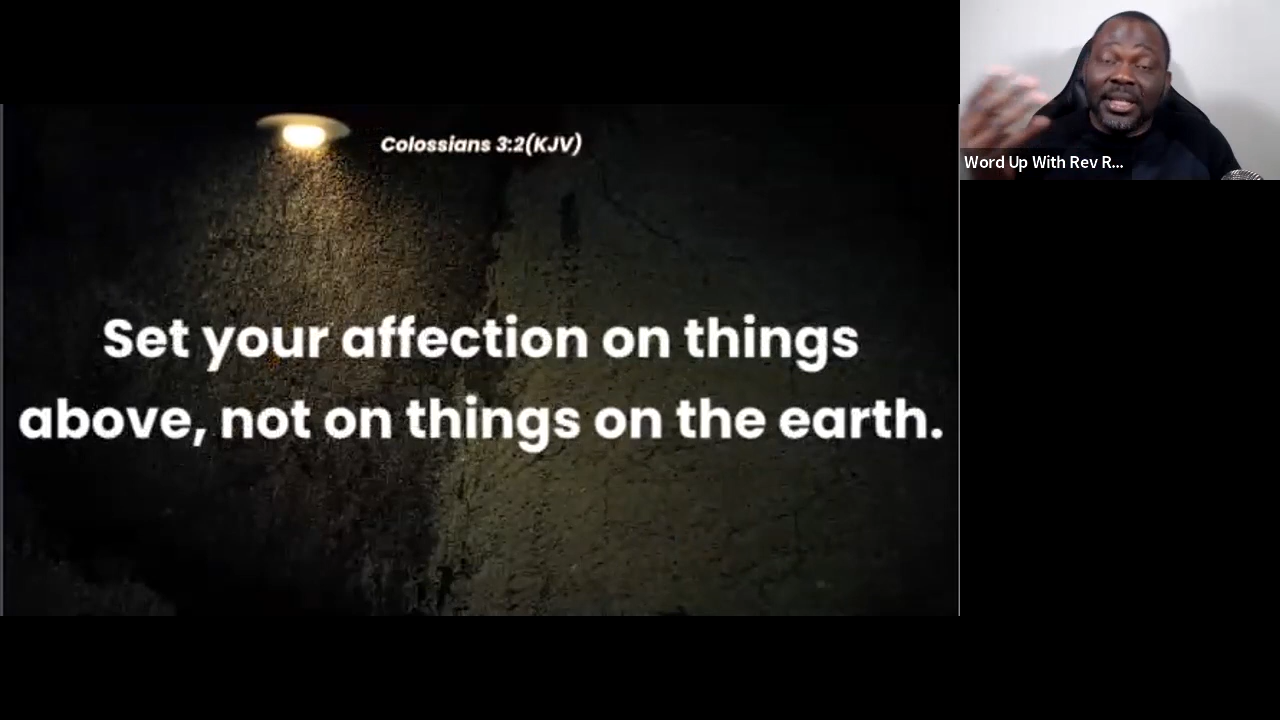 Colossians 3:2(KJV)
Set your affection on things
above, not on things on the earth.
Word Up With Rev R...